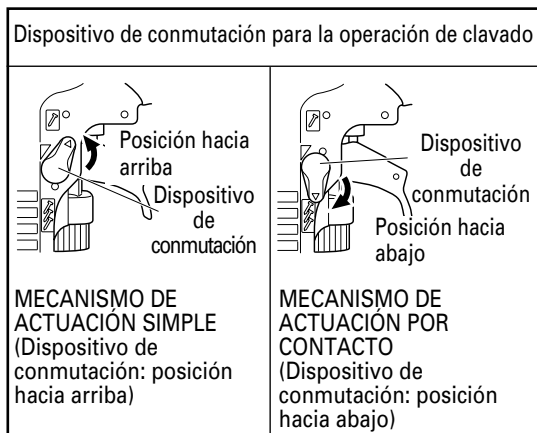 Dispositivo de conmutación para la operación de clavado
Posición hacia
arriba
Dispositivo
de
conmutación
MECANISMO DE
ACTUACIÓN SIMPLE
(Dispositivo de
conmutación: posición
hacia arriba)
Dispositivo
de
conmutación
Posición hacia
abajo
MECANISMO DE
ACTUACIÓN POR
CONTACTO
(Dispositivo de
conmutación: posición
hacia abajo)